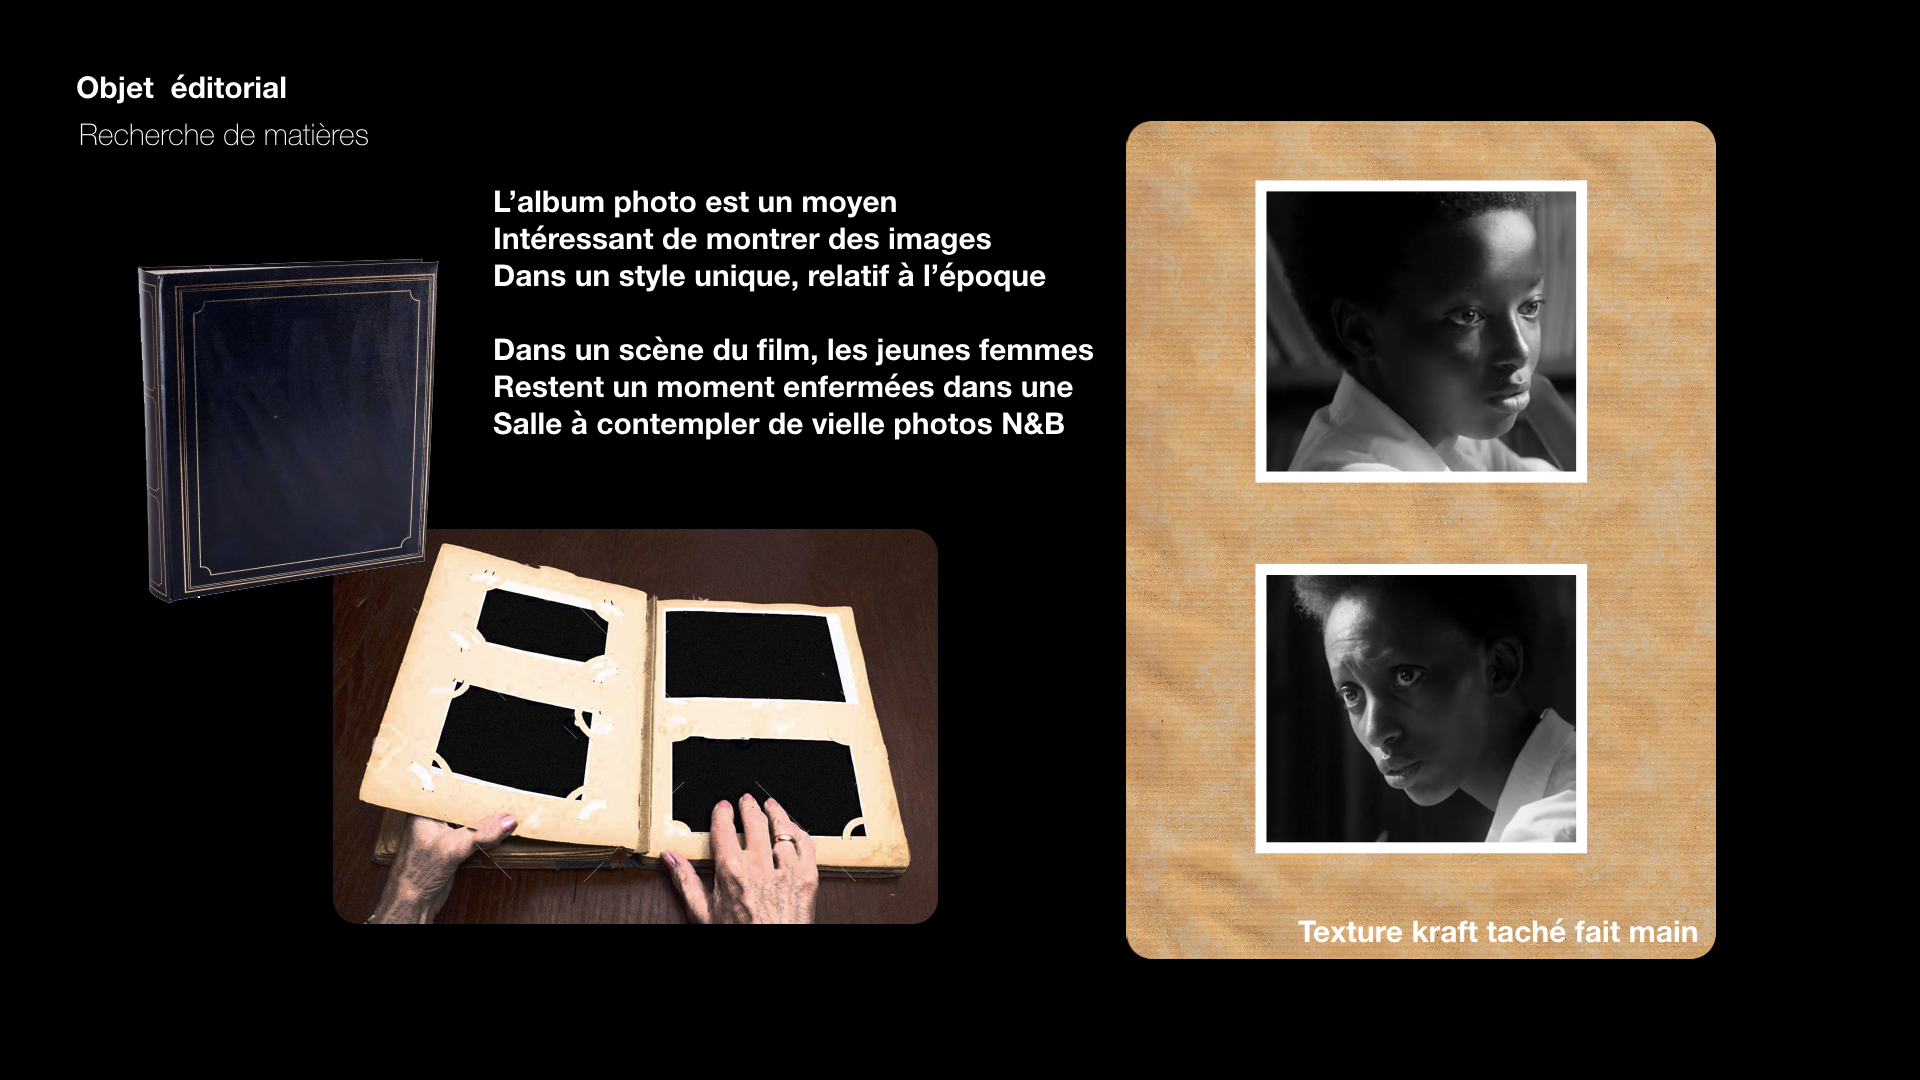 Objet  éditorial
Recherche de matières
L’album photo est un moyen
Intéressant de montrer des images
Dans un style unique, relatif à l’époque
Dans un scène du film, les jeunes femmes
Restent un moment enfermées dans une
Salle à contempler de vielle photos N&B
Texture kraft taché fait main